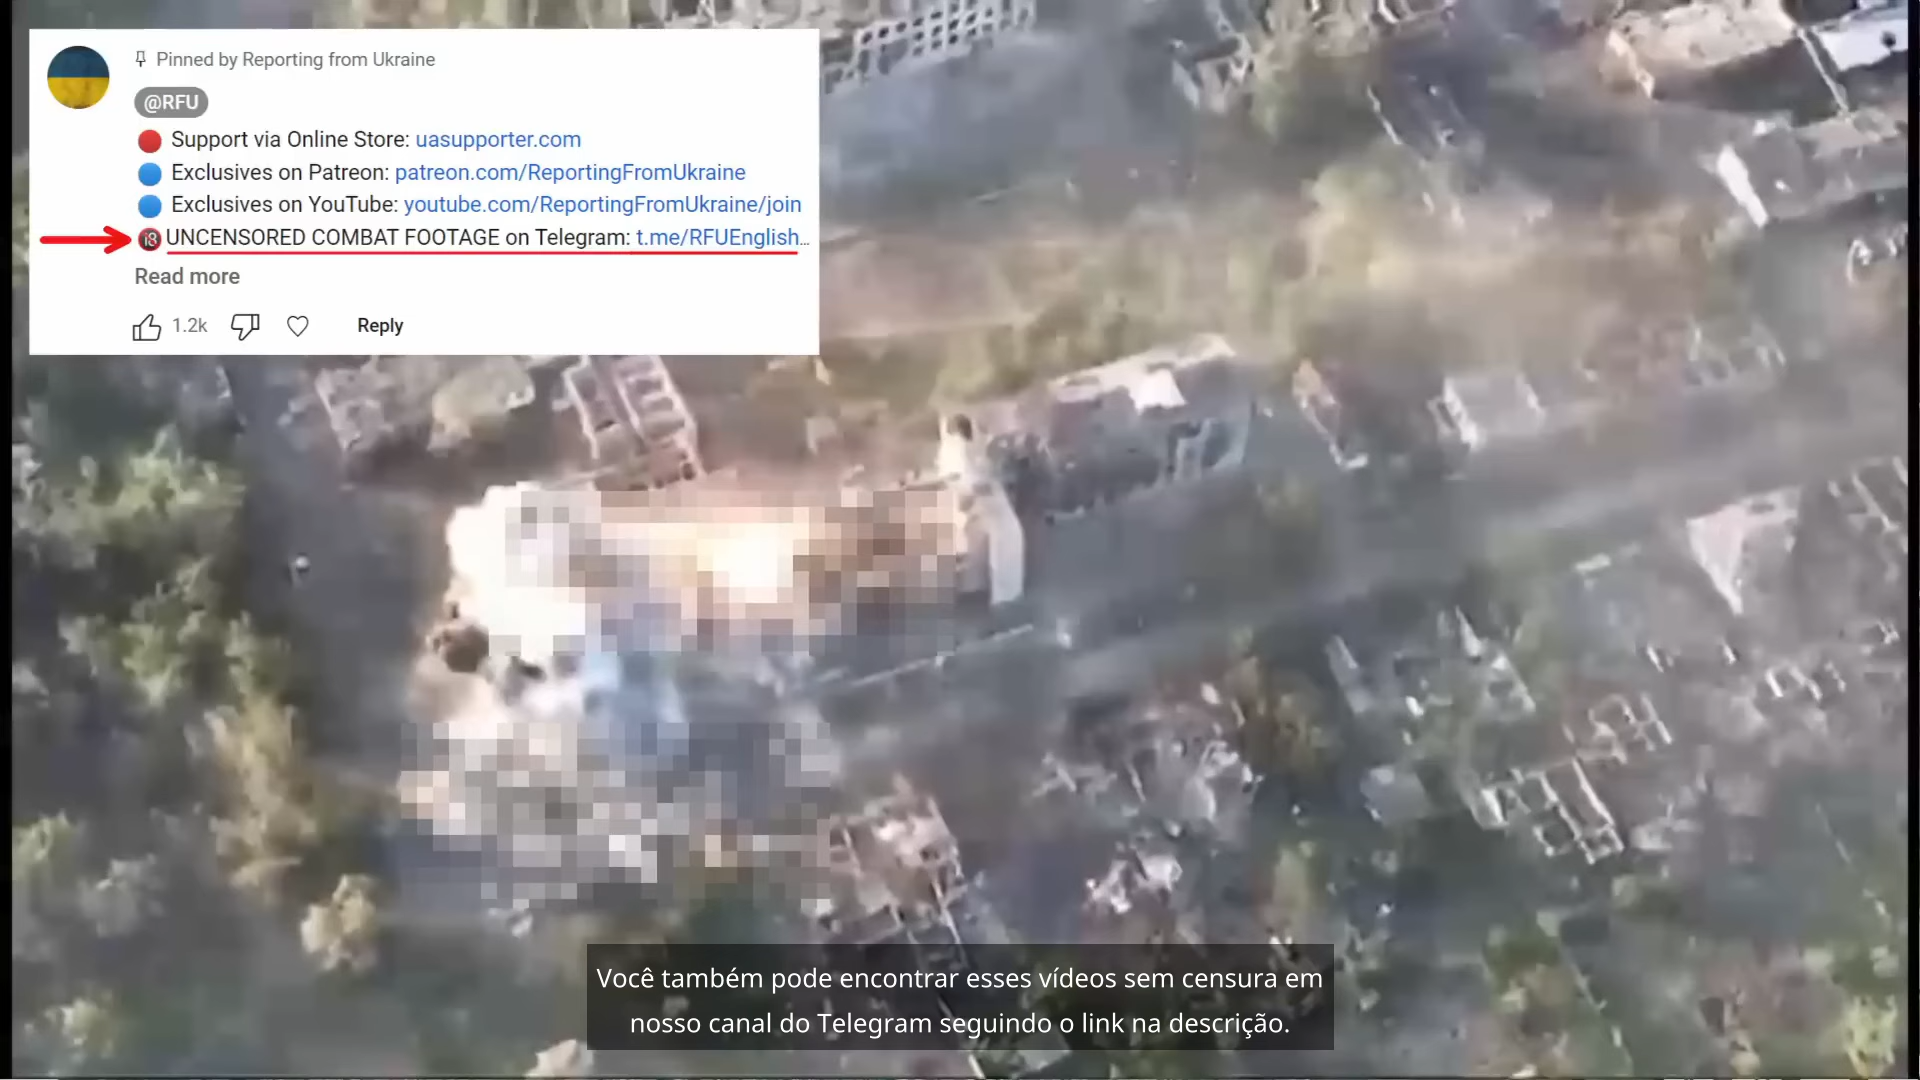 Pinned by Reporting from Ukraine
@RFU
Support via Online Store: uasupporter.com
Exclusives on Patreon: patreon.com/ReportingFromUkraine
Exclusives on YouTube: youtube.com/ReportingFromUkraine/join
🔞 UNCENSORED COMBAT FOOTAGE on Telegram: t.me/RFUEnglish...
Read more
1.2k Reply
Você também pode encontrar esses vídeos sem censura em
nosso canal do Telegram seguindo o link na descrição.